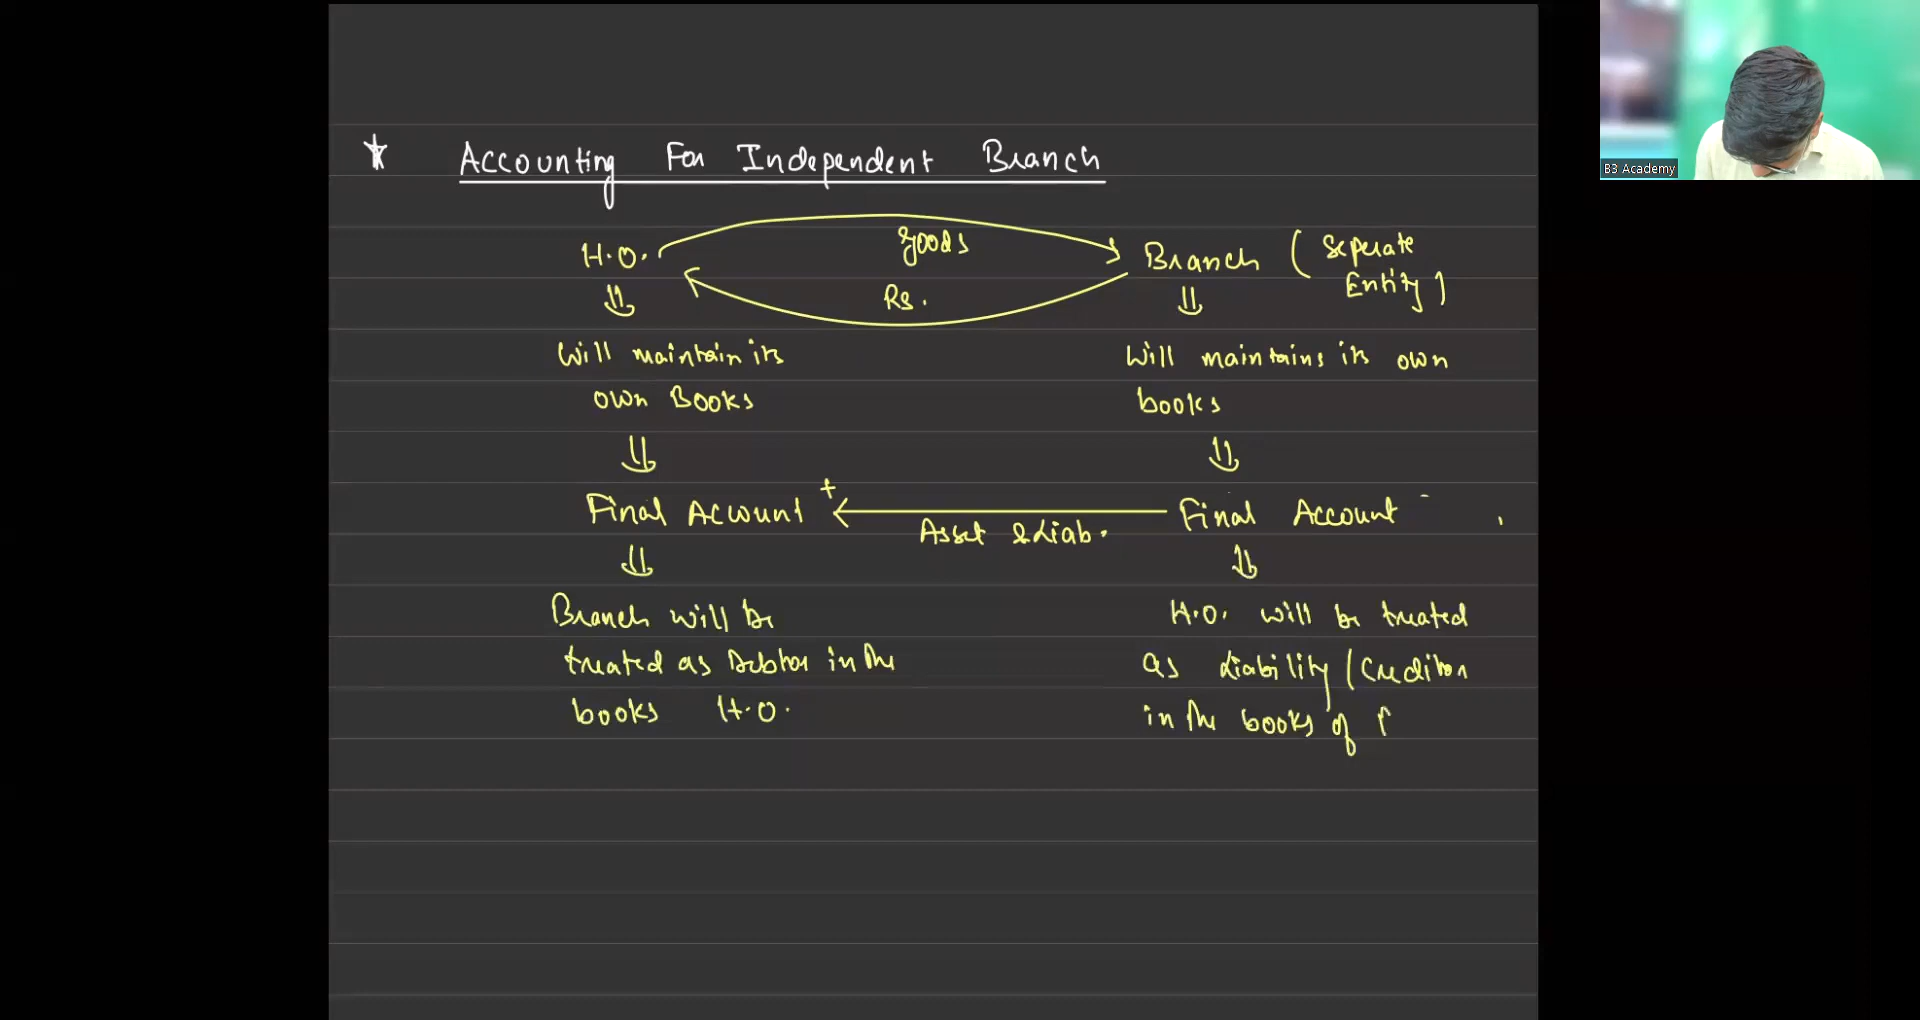 * Accounting For Independent Branch
H.O.
goods
Branch (Seperate
Entity)
Rs.
Will maintain its
own Books
Will maintains its own
books
Final Account +
Asset & Liab.
Final Account
Branch will be
treated as Debtor in the
books H.O.
H.O. will be treated
as Liability / Creditor
in the books of
B3 Academy